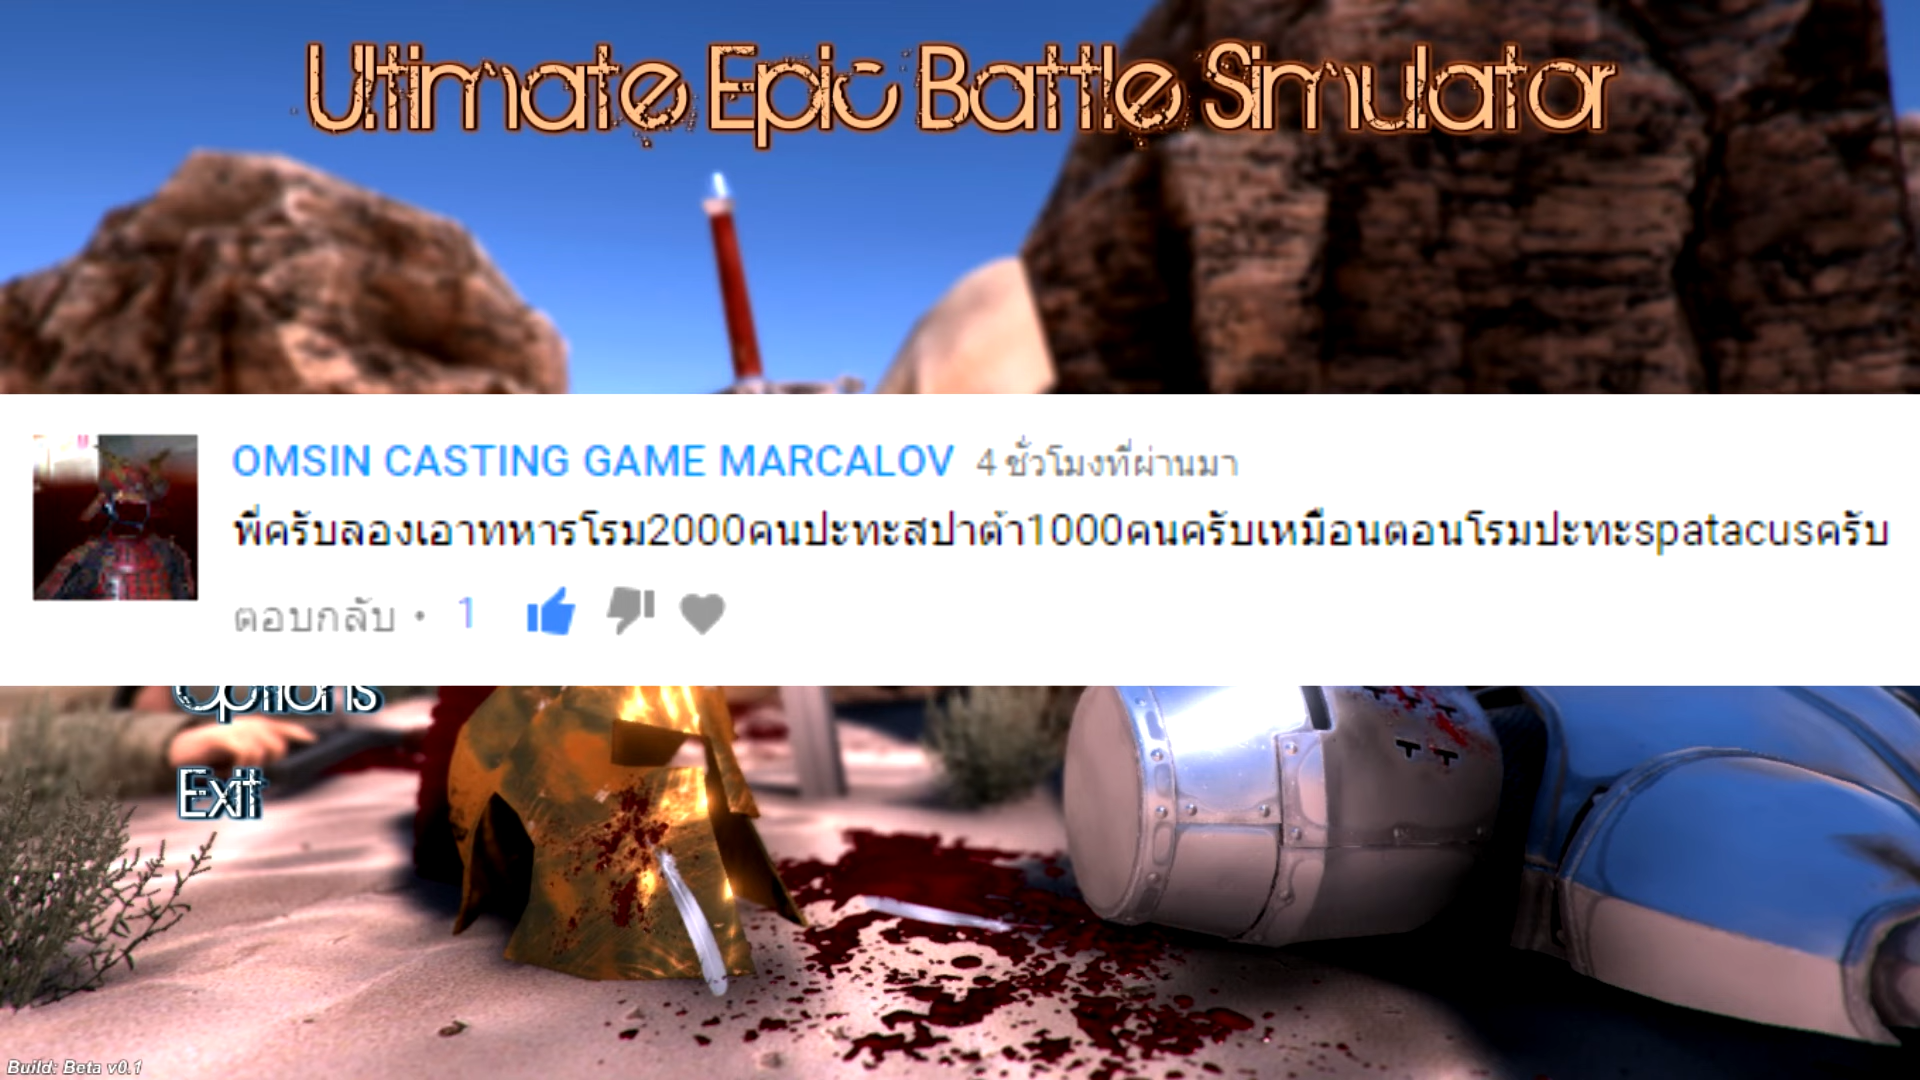 Ultimate Epic Battle Simulator
OMSIN CASTING GAME MARCALOV 4 ชั่วโมงที่ผ่านมา
พี่ครับลองเอาทหารโรม2000คนปะทะสปาต้า1000คนครับเหมือนตอนโรมปะทะspatacusครับ
ตอบกลับ • 1
Options
Exit
Build: Beta v0.1